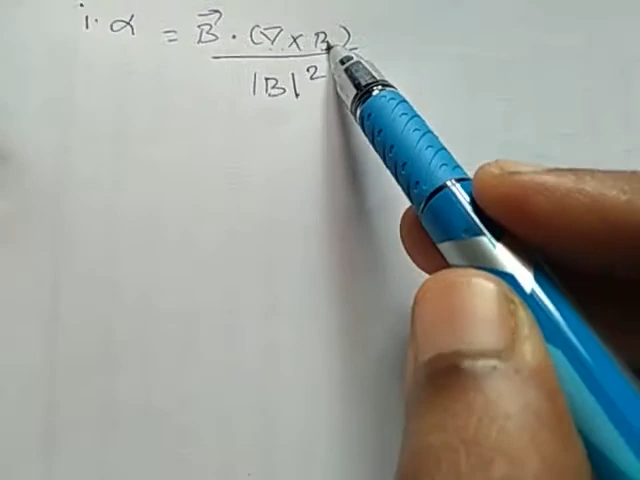 i. α = B⃗ · (∇ × B)
|B|²